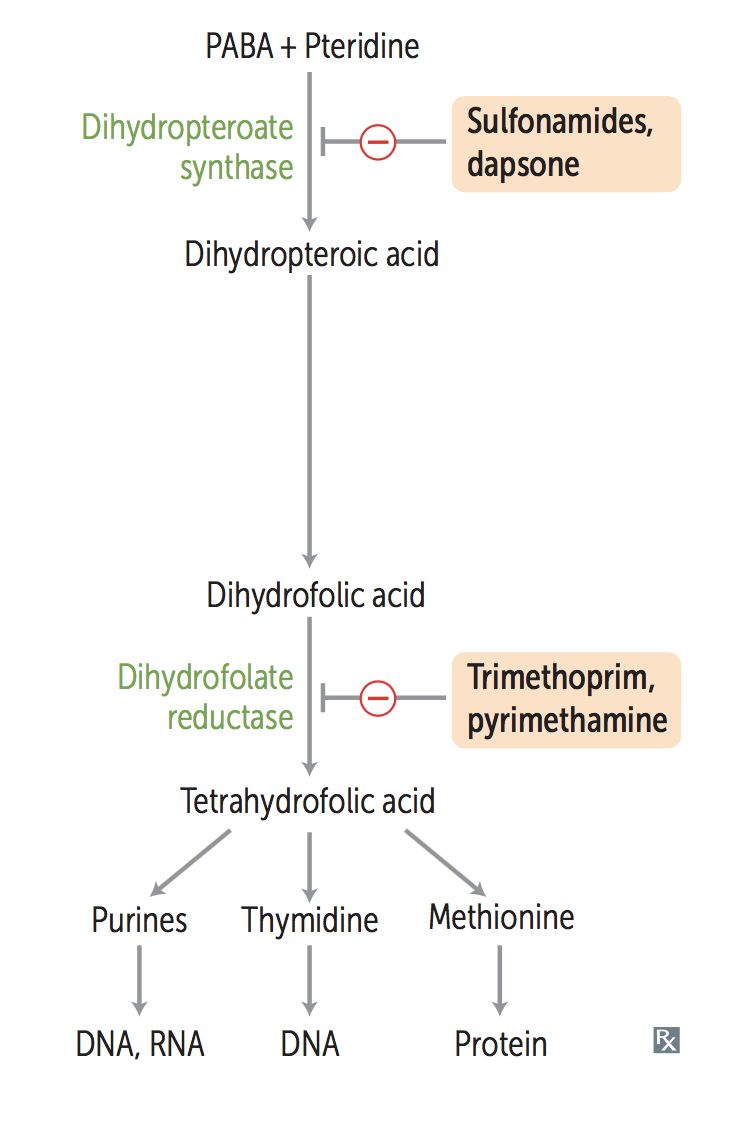 PABA + Pteridine
Dihydropteroate
synthase
Sulfonamides,
dapsone
Dihydropteroic acid
Dihydrofolic acid
Dihydrofolate
reductase
Trimethoprim,
pyrimethamine
Tetrahydrofolic acid
Purines Thymidine Methionine
DNA, RNA DNA Protein
Rx